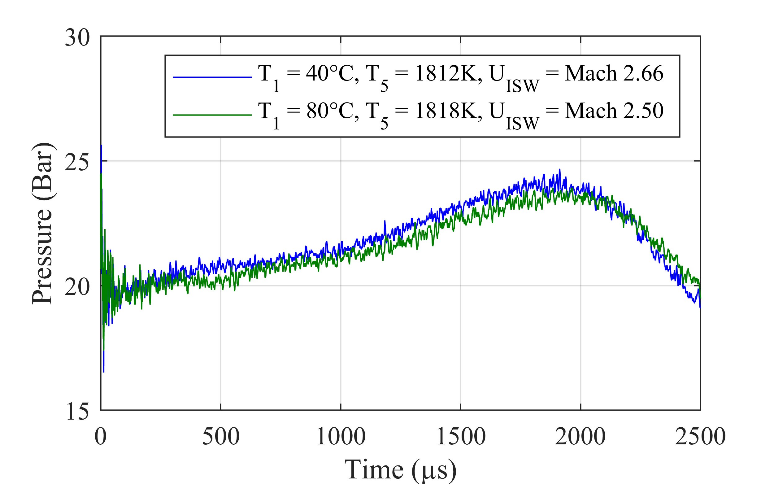 30
T1 = 40°C, T5 = 1812K, UISW = Mach 2.66
T1 = 80°C, T5 = 1818K, UISW = Mach 2.50
25
Pressure (Bar)
20
15
0 500 1000 1500 2000 2500
Time (μs)